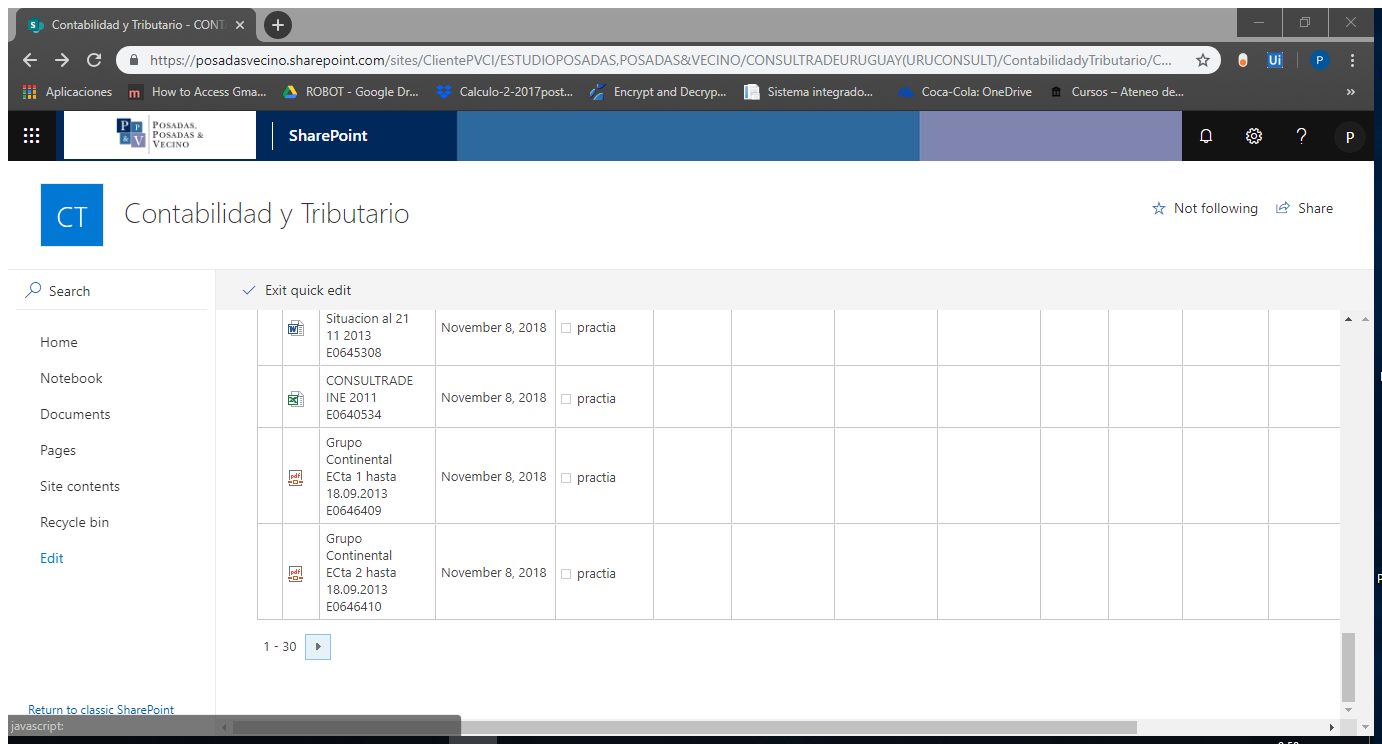 Contabilidad y Tributario - CONT
https://posadasvecino.sharepoint.com/sites/ClientePVCI/ESTUDIOPOSADAS,POSADAS&VECINO/CONSULTRADEURUGUAY(URUCONSULT)/ContabilidadyTributario/C...
Ui
P
Aplicaciones
m How to Access Gma...
ROBOT - Google Dr...
Calculo-2-2017post...
Encrypt and Decryp...
Sistema integrado...
Coca-Cola: OneDrive
Cursos – Ateneo de...
»
P P & V
POSADAS,
POSADAS &
VECINO
SharePoint
?
P
CT
Contabilidad y Tributario
Not following
Share
Search
Exit quick edit
Home
Notebook
Documents
Pages
Site contents
Recycle bin
Edit
Situacion al 21
11 2013
E0645308
November 8, 2018
practia
CONSULTRADE
INE 2011
E0640534
November 8, 2018
practia
Grupo
Continental
ECta 1 hasta
18.09.2013
E0646409
November 8, 2018
practia
Grupo
Continental
ECta 2 hasta
18.09.2013
E0646410
November 8, 2018
practia
1 - 30
Return to classic SharePoint
javascript: